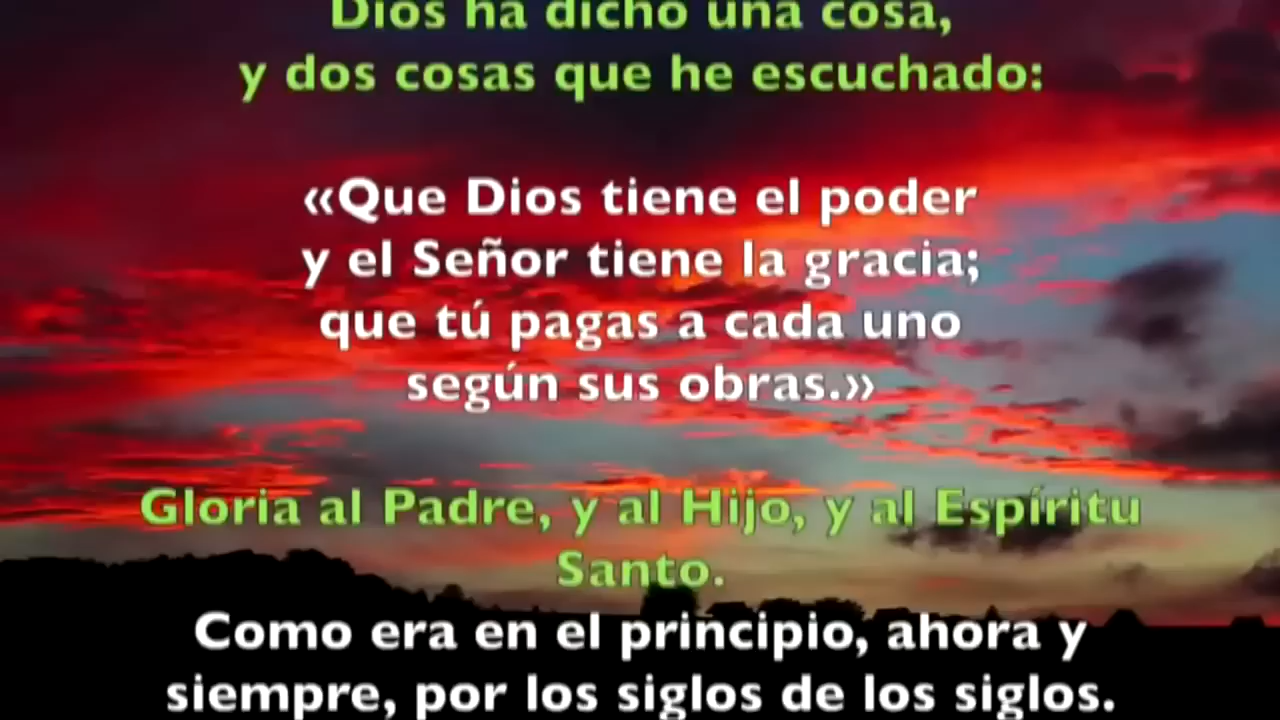 Dios ha dicho una cosa,
y dos cosas que he escuchado:
«Que Dios tiene el poder
y el Señor tiene la gracia;
que tú pagas a cada uno
según sus obras.»
Gloria al Padre, y al Hijo, y al Espíritu
Santo.
Como era en el principio, ahora y
siempre, por los siglos de los siglos.